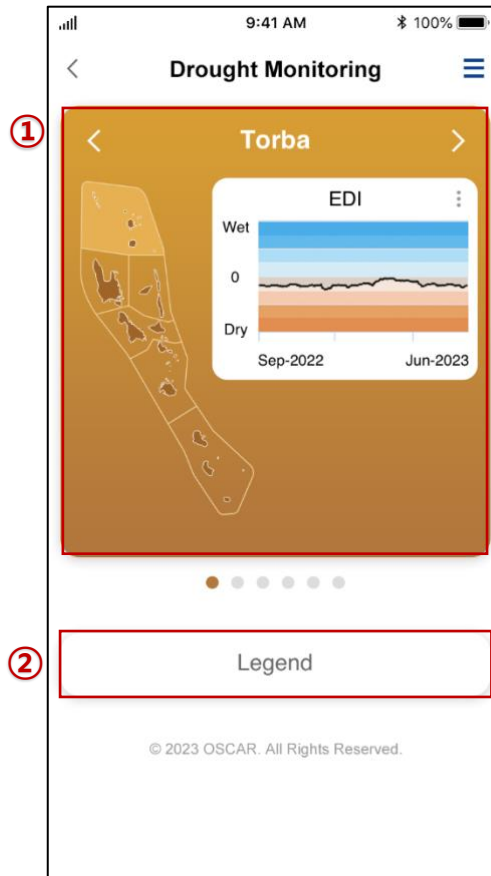 9:41 AM
100%
Drought Monitoring
①
Torba
EDI
Wet
0
Dry
Sep-2022 Jun-2023
②
Legend
© 2023 OSCAR. All Rights Reserved.